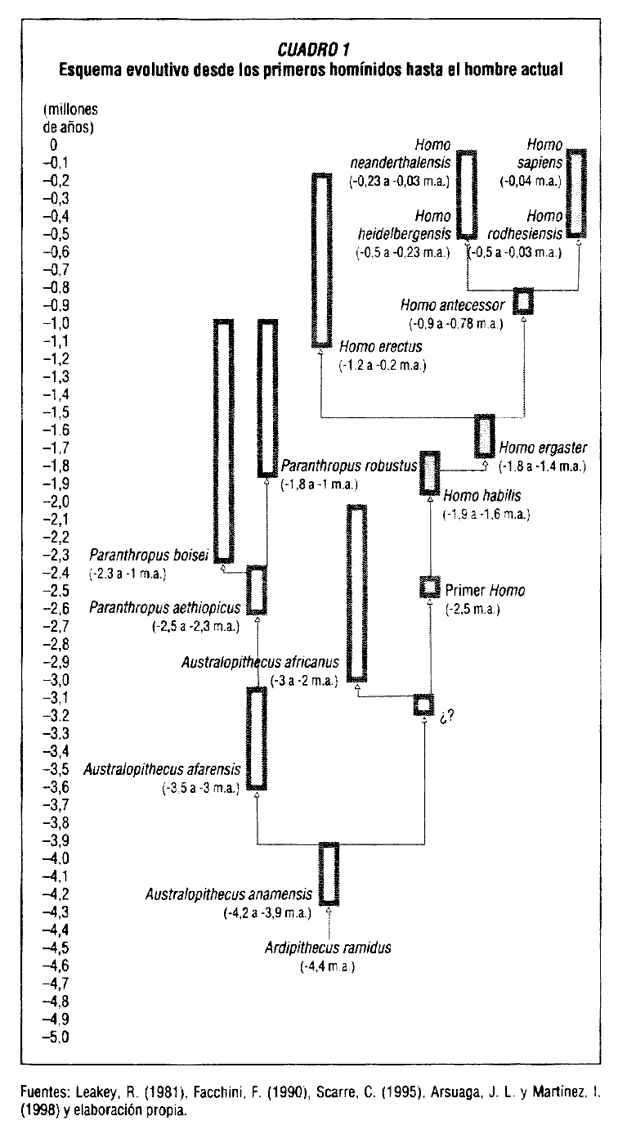 CUADRO 1
Esquema evolutivo desde los primeros homínidos hasta el hombre actual
(millones
de años)
0
–0,1
–0,2
–0,3
–0,4
–0,5
–0,6
–0,7
–0,8
–0,9
–1,0
–1,1
–1,2
–1,3
–1,4
–1,5
–1.6
–1,7
–1,8
–1,9
–2,0
–2,1
–2,2
–2,3
–2,4
–2,5
–2,6
–2,7
–2,8
–2,9
–3,0
–3,1
–3.2
–3.3
–3,4
–3,5
–3,6
–3,7
–3,8
–3,9
–4.0
–4.1
–4,2
–4,3
–4,4
–4,5
–4,6
–4,7
–4,8
–4,9
–5,0
Homo
neanderthalensis
(-0,23 a -0,03 m.a.)
Homo
sapiens
(-0,04 m.a.)
Homo
heidelbergensis
(-0.5 a -0,23 m.a.)
Homo
rodhesiensis
(-0,5 a -0,03 m.a.)
Homo antecessor
(-0,9 a -0.78 m.a.)
Homo erectus
(-1.2 a -0.2 m.a.)
Homo ergaster
(-1.8 a -1.4 m.a.)
Paranthropus robustus
(-1,8 a -1 m.a.)
Homo habilis
(-1,9 a -1,6 m.a.)
Paranthropus boisei
(-2.3 a -1 m.a.)
Primer Homo
(-2,5 m.a.)
Paranthropus aethiopicus
(-2,5 a -2,3 m.a.)
Australopithecus africanus
(-3 a -2 m.a.)
¿?
Australopithecus afarensis
(-3,5 a -3 m.a.)
Australopithecus anamensis
(-4,2 a -3,9 m.a.)
Ardipithecus ramidus
(-4,4 m.a.)
Fuentes: Leakey, R. (1981), Facchini, F. (1990), Scarre, C. (1995), Arsuaga, J. L. y Martínez, I.
(1998) y elaboración propia.